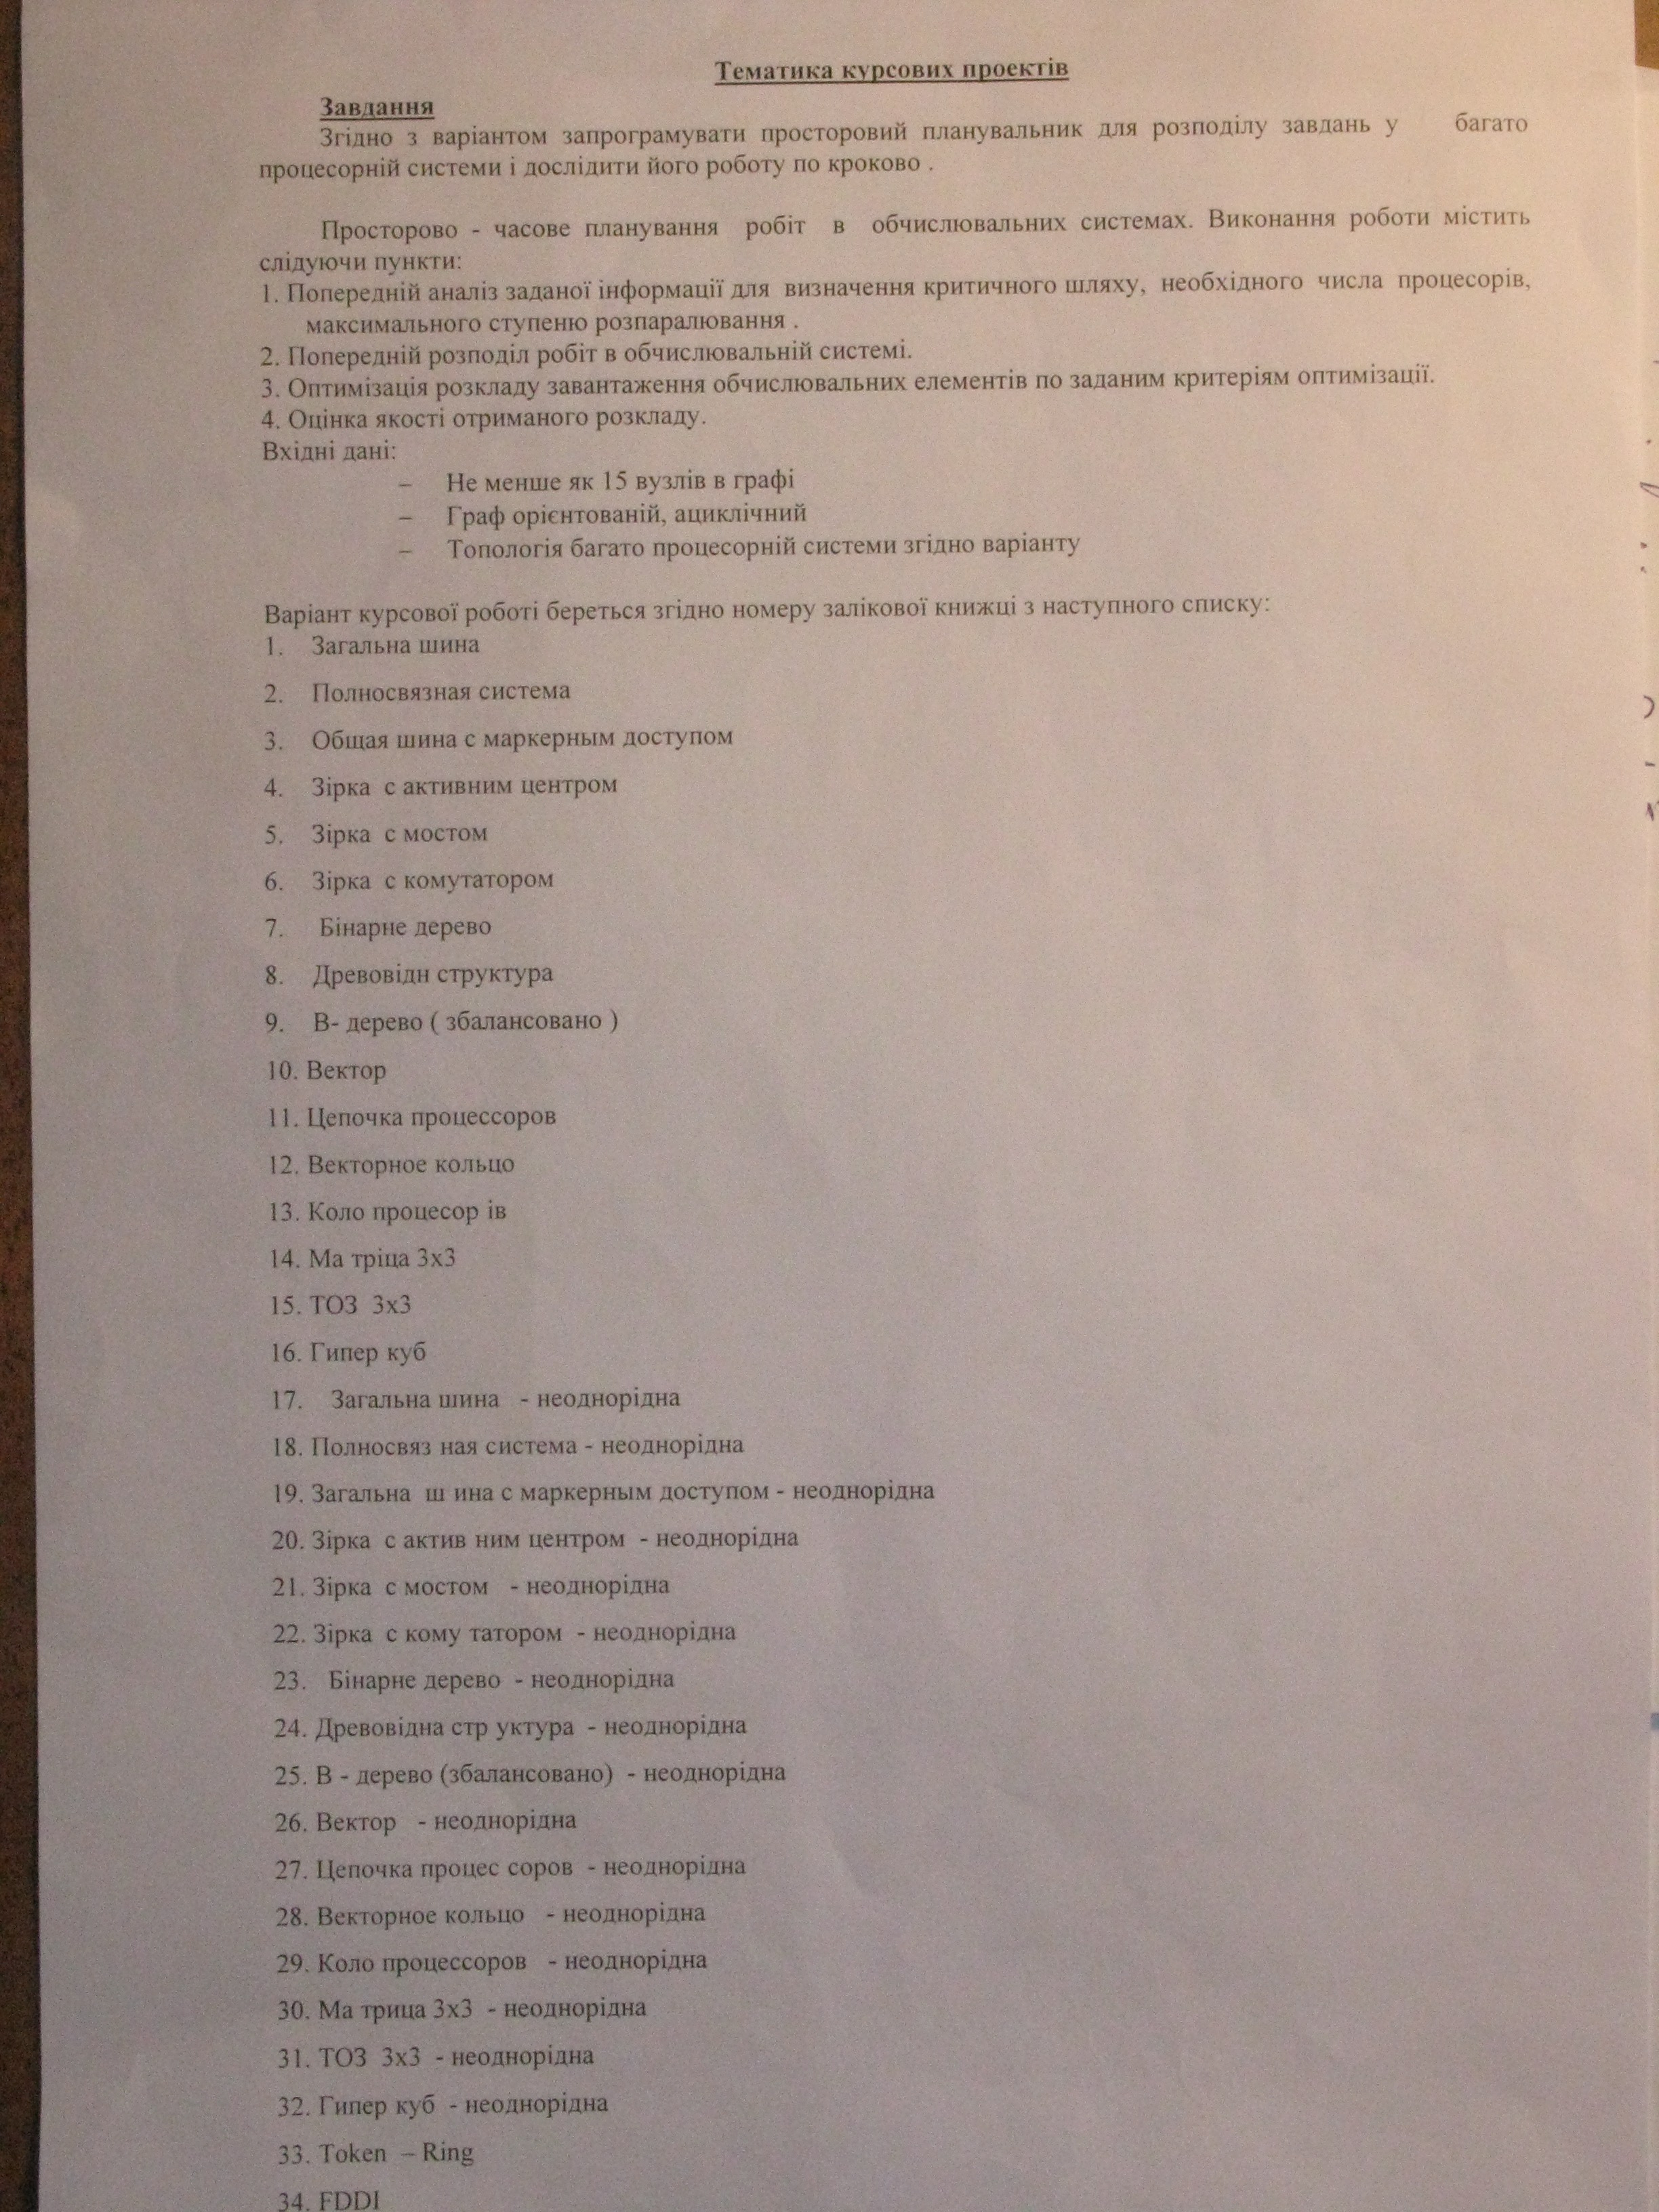 Тематика курсових проектів
Завдання
Згідно з варіантом запрограмувати просторовий планувальник для розподілу завдань у багато
процесорній системи і дослідити його роботу по кроково .
Просторово - часове планування робіт в обчислювальних системах. Виконання роботи містить
слідуючи пункти:
1. Попередній аналіз заданої інформації для визначення критичного шляху, необхідного числа процесорів,
максимального ступеню розпаралювання .
2. Попередній розподіл робіт в обчислювальній системі.
3. Оптимізація розкладу завантаження обчислювальних елементів по заданим критеріям оптимізації.
4. Оцінка якості отриманого розкладу.
Вхідні дані:
– Не менше як 15 вузлів в графі
– Граф орієнтованій, ациклічний
– Топологія багато процесорній системи згідно варіанту
Варіант курсової роботі береться згідно номеру залікової книжці з наступного списку:
1. Загальна шина
2. Полносвязная система
3. Общая шина с маркерным доступом
4. Зірка с активним центром
5. Зірка с мостом
6. Зірка с комутатором
7. Бінарне дерево
8. Древовідн структура
9. В- дерево ( збалансовано )
10. Вектор
11. Цепочка процессоров
12. Векторное кольцо
13. Коло процесор ів
14. Ма тріца 3х3
15. ТОЗ 3х3
16. Гипер куб
17. Загальна шина - неоднорідна
18. Полносвяз ная система - неоднорідна
19. Загальна ш ина с маркерным доступом - неоднорідна
20. Зірка с актив ним центром - неоднорідна
21. Зірка с мостом - неоднорідна
22. Зірка с кому татором - неоднорідна
23. Бінарне дерево - неоднорідна
24. Древовідна стр уктура - неоднорідна
25. В - дерево (збалансовано) - неоднорідна
26. Вектор - неоднорідна
27. Цепочка процес соров - неоднорідна
28. Векторное кольцо - неоднорідна
29. Коло процессоров - неоднорідна
30. Ма трица 3х3 - неоднорідна
31. ТОЗ 3х3 - неоднорідна
32. Гипер куб - неоднорідна
33. Token – Ring
34. FDDI